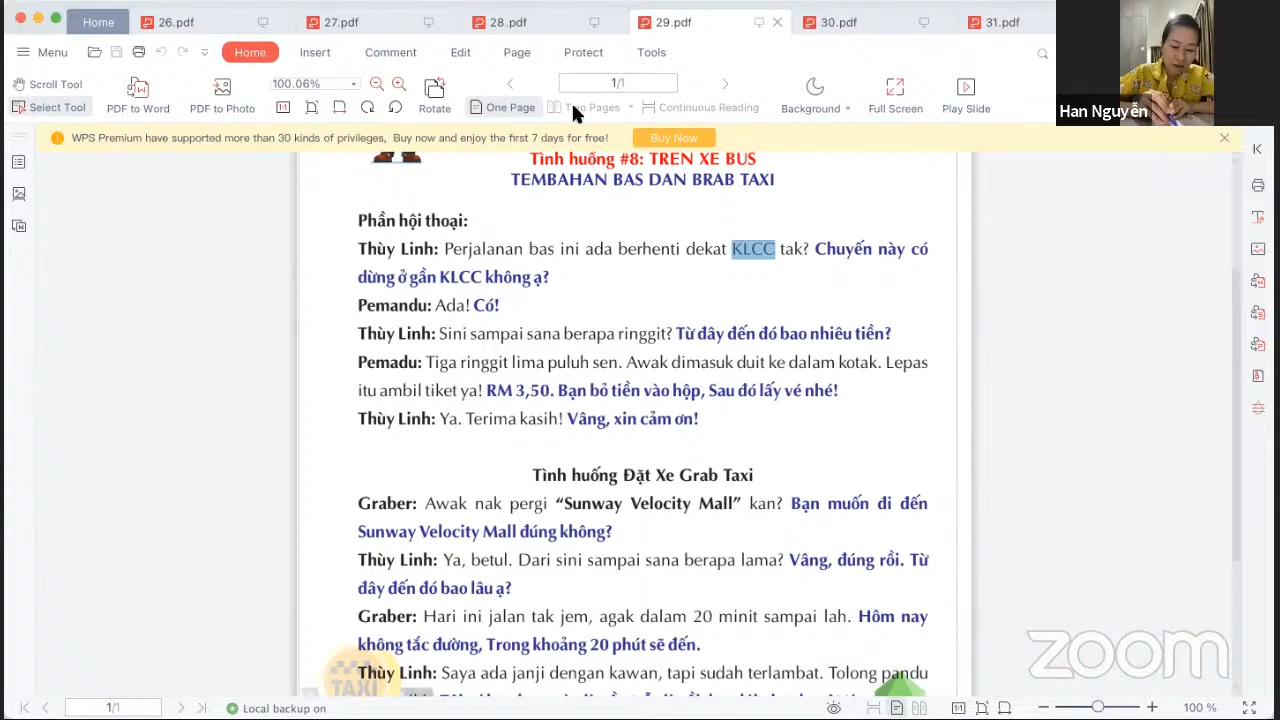 Home
26.pdf
27.pdf
28.pdf
29.pdf
30.pdf
31.pdf
Menu
Home
Insert
Comment
Edit
Page
Protect
Tools
Scroll Tool
Select Tool
PDF to Word
PDF to Photo
100.06%
Rotate
1/1
One Page
Two Pages
Continuous Reading
Background
Full Screen
Play Slide
Han Nguyễn
WPS Premium have supported more than 30 kinds of privileges, Buy now and enjoy the first 7 days for free!
Buy Now
Tình huống #8: TREN XE BUS
TEMBAHAN BAS DAN BRAB TAXI
Phần hội thoại:
Thùy Linh: Perjalanan bas ini ada berhenti dekat KLCC tak? Chuyến này có
dừng ở gần KLCC không ạ?
Pemandu: Ada! Có!
Thùy Linh: Sini sampai sana berapa ringgit? Từ đây đến đó bao nhiêu tiền?
Pemadu: Tiga ringgit lima puluh sen. Awak dimasuk duit ke dalam kotak. Lepas
itu ambil tiket ya! RM 3,50. Bạn bỏ tiền vào hộp, Sau đó lấy vé nhé!
Thùy Linh: Ya. Terima kasih! Vâng, xin cảm ơn!
Tình huống Đặt Xe Grab Taxi
Graber: Awak nak pergi “Sunway Velocity Mall” kan? Bạn muốn đi đến
Sunway Velocity Mall đúng không?
Thùy Linh: Ya, betul. Dari sini sampai sana berapa lama? Vâng, đúng rồi. Từ
đây đến đó bao lâu ạ?
Graber: Hari ini jalan tak jem, agak dalam 20 minit sampai lah. Hôm nay
không tắc đường, Trong khoảng 20 phút sẽ đến.
Thùy Linh: Saya ada janji dengan kawan, tapi sudah terlambat. Tolong pandu
TAXI
zoom
1/1
Local backup on
100 %